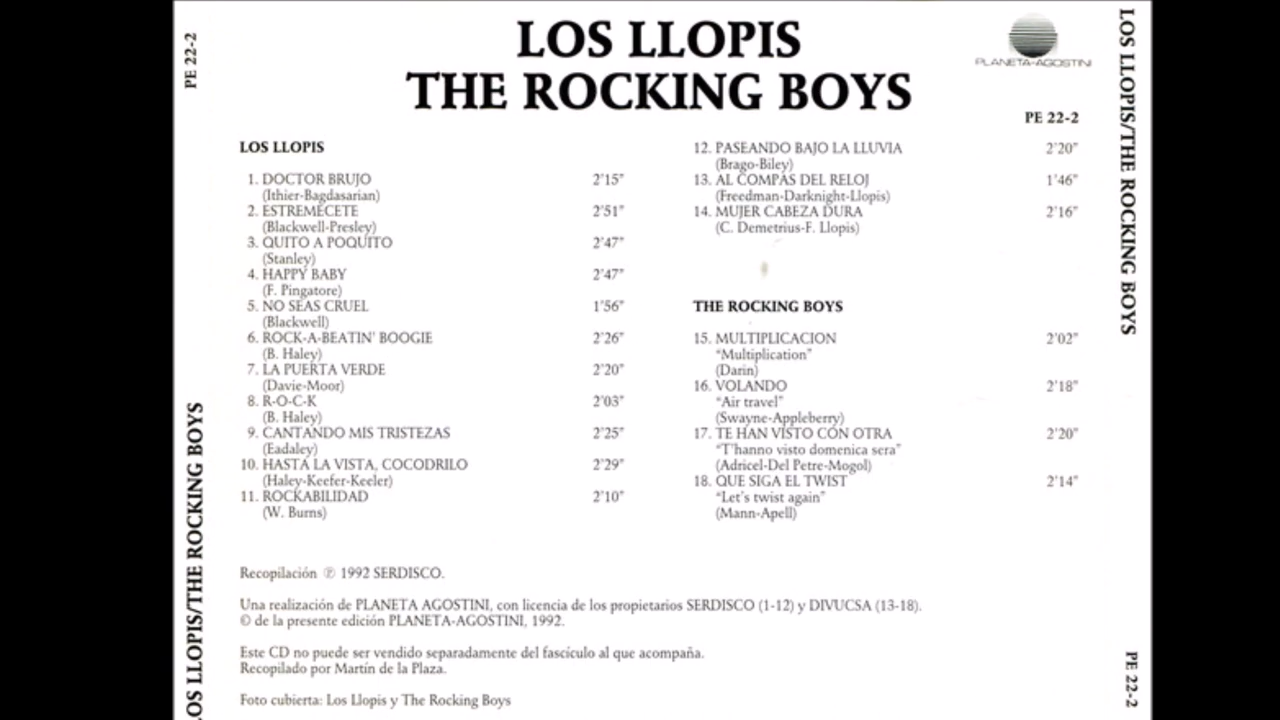 LOS LLOPIS
THE ROCKING BOYS
PLANETA-AGOSTINI
PE 22-2
PE 22-2
LOS LLOPIS/THE ROCKING BOYS
LOS LLOPIS
1. DOCTOR BRUJO 2'15"
(Ithier-Bagdasarian)
2. ESTREMECETE 2'51"
(Blackwell-Presley)
3. QUITO A POQUITO 2'47"
(Stanley)
4. HAPPY BABY 2'47"
(F. Pingatore)
5. NO SEAS CRUEL 1'56"
(Blackwell)
6. ROCK-A-BEATIN' BOOGIE 2'26"
(B. Haley)
7. LA PUERTA VERDE 2'20"
(Davie-Moor)
8. R-O-C-K 2'03"
(B. Haley)
9. CANTANDO MIS TRISTEZAS 2'25"
(Eadaley)
10. HASTA LA VISTA, COCODRILO 2'29"
(Haley-Keefer-Keeler)
11. ROCKABILIDAD 2'10"
(W. Burns)
12. PASEANDO BAJO LA LLUVIA 2'20"
(Brago-Biley)
13. AL COMPAS DEL RELOJ 1'46"
(Freedman-Darknight-Llopis)
14. MUJER CABEZA DURA 2'16"
(C. Demetrius-F. Llopis)
THE ROCKING BOYS
15. MULTIPLICACION 2'02"
"Multiplication"
(Darin)
16. VOLANDO 2'18"
"Air travel"
(Swayne-Appleberry)
17. TE HAN VISTO CON OTRA 2'20"
"T'hanno visto domenica sera"
(Adricel-Del Petre-Mogol)
18. QUE SIGA EL TWIST 2'14"
"Let's twist again"
(Mann-Apell)
Recopilación ℗ 1992 SERDISCO.
Una realización de PLANETA AGOSTINI, con licencia de los propietarios SERDISCO (1-12) y DIVUCSA (13-18).
© de la presente edición PLANETA-AGOSTINI, 1992.
Este CD no puede ser vendido separadamente del fascículo al que acompaña.
Recopilado por Martín de la Plaza.
Foto cubierta: Los Llopis y The Rocking Boys
LOS LLOPIS/THE ROCKING BOYS
PE 22-2